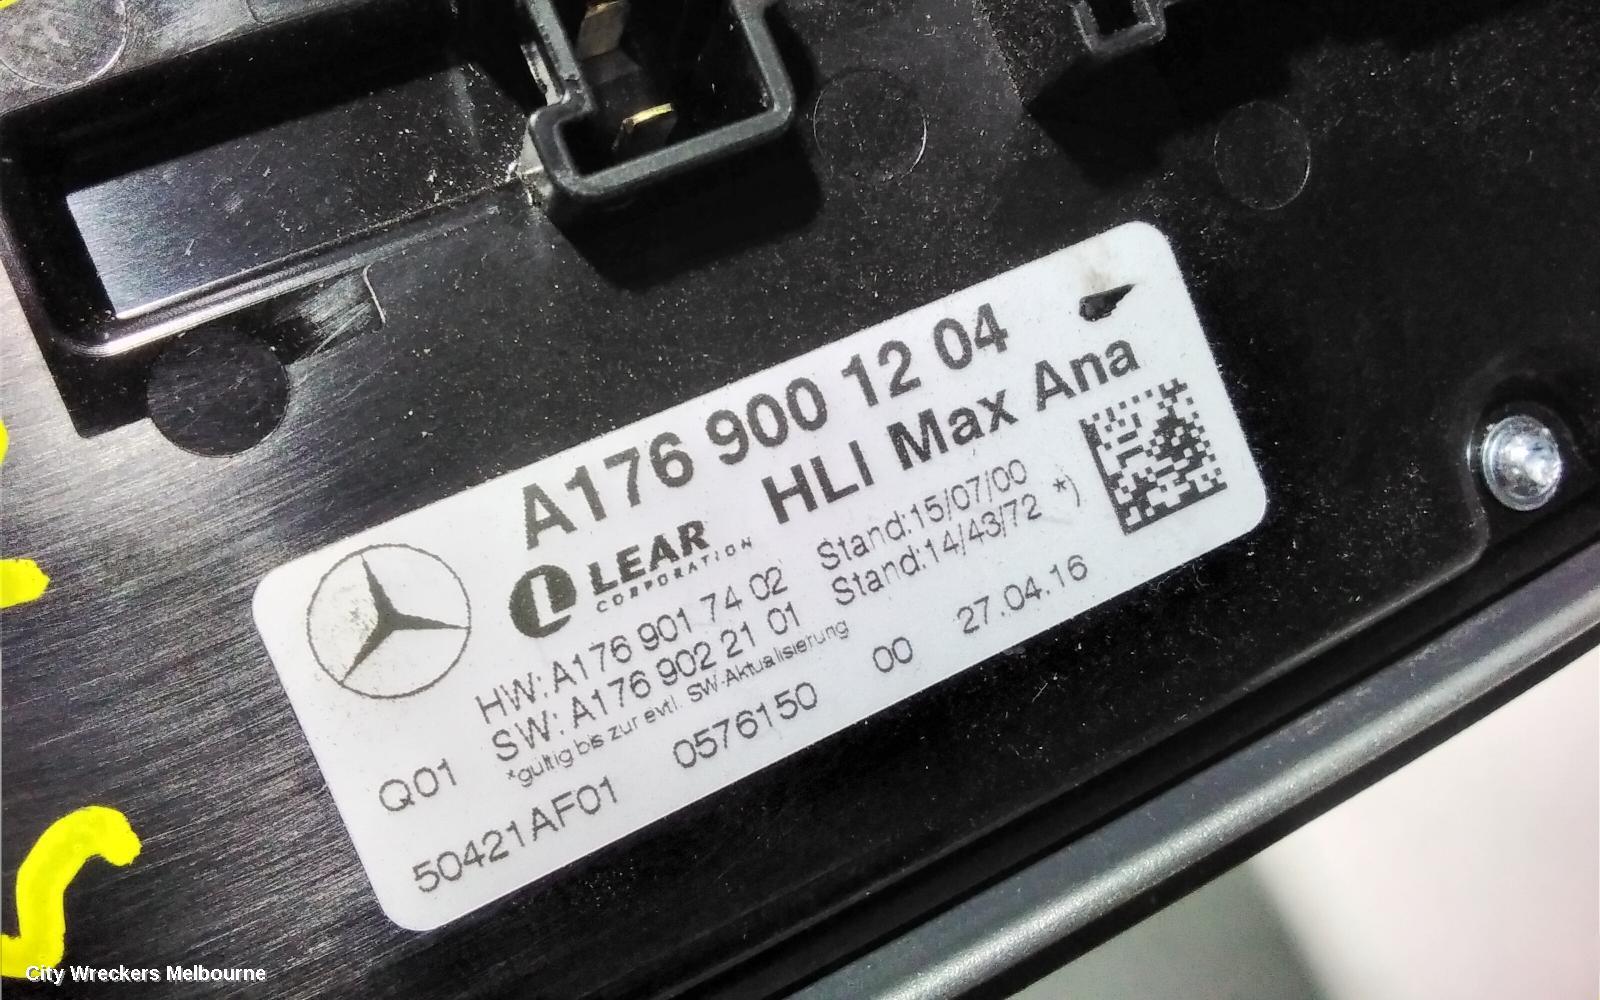 A176 900 12 04
HLI Max Ana
LEAR
CORPORATION
HW: A176 901 74 02 Stand: 15/07/00
SW: A176 902 21 01 Stand: 14/43/72 *)
*gültig bis zur evtl. SW-Aktualisierung
Q01
50421AF01 0576150 00 27.04.16
City Wreckers Melbourne